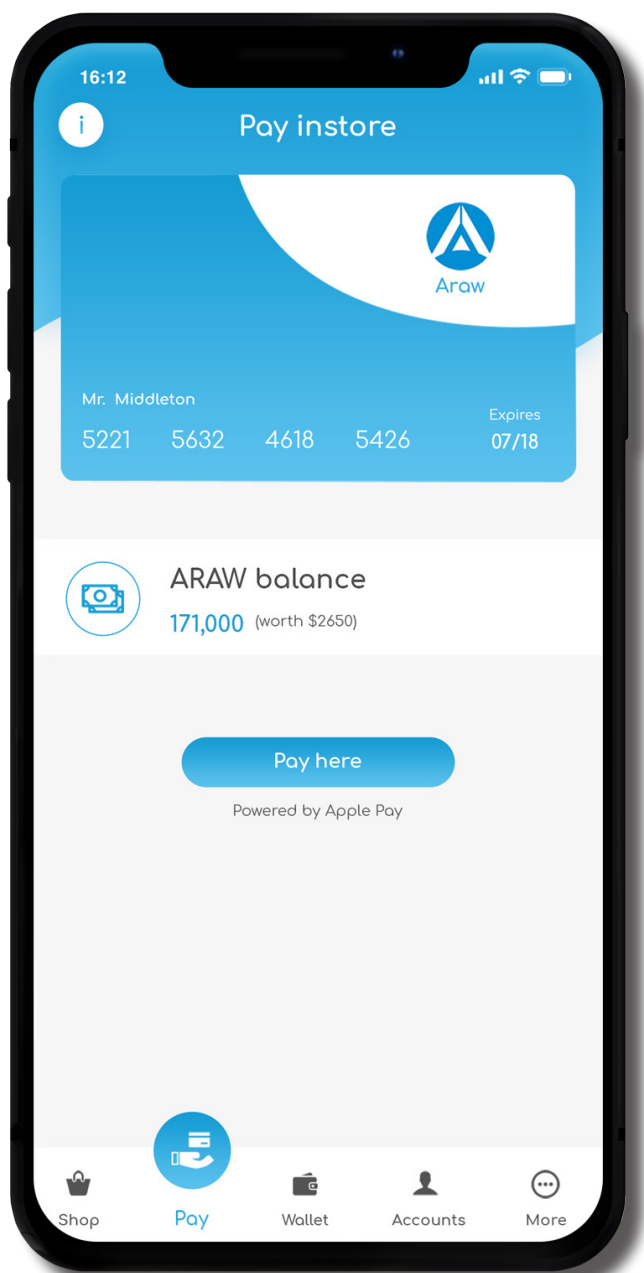 16:12
i
Pay instore
Araw
Mr. Middleton
Expires
5221 5632 4618 5426 07/18
ARAW balance
171,000 (worth $2650)
Pay here
Powered by Apple Pay
Shop Pay Wallet Accounts More